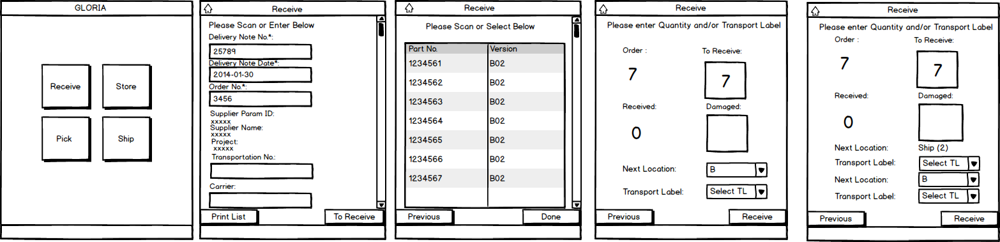 GLORIA
Receive
Store
Pick
Ship
Receive
Please Scan or Enter Below
Delivery Note No.*:
25789
Delivery Note Date*:
2014-01-30
Order No.*:
3456
Supplier Param ID:
xxxxx
Supplier Name:
xxxxx
Project:
xxxxx
Transportation No.:
Carrier:
Print List
To Receive
Receive
Please Scan or Select Below
Part No. Version
1234561 B02
1234562 B02
1234563 B02
1234564 B02
1234565 B02
1234566 B02
1234567 B02
Previous
Done
Receive
Please enter Quantity and/or Transport Label
Order : To Receive:
7 7
Received: Damaged:
0
Next Location: B
Transport Label: Select TL
Previous
Receive
Receive
Please enter Quantity and/or Transport Label
Order : To Receive:
7 7
Received: Damaged:
0
Next Location: Ship (2)
Transport Label: Select TL
Next Location: B
Transport Label: Select TL
Previous
Receive